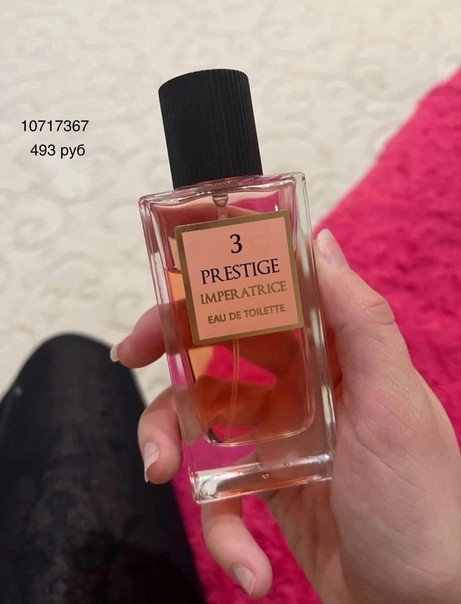 10717367
493 руб
3
PRESTIGE
IMPERATRICE
EAU DE TOILETTE